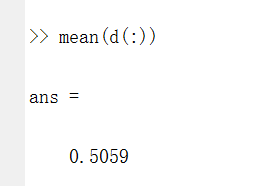 >> mean(d(:))
ans =
0.5059